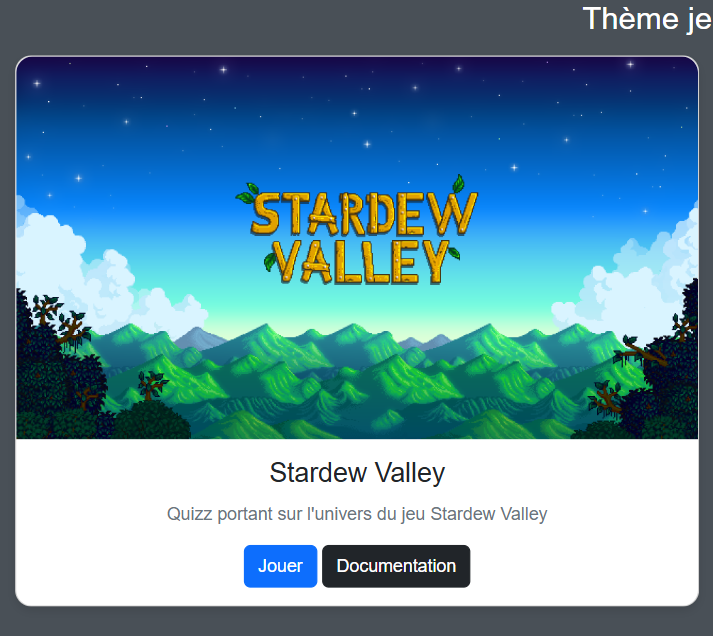 Thème je
STARDEW
VALLEY
Stardew Valley
Quizz portant sur l'univers du jeu Stardew Valley
Jouer Documentation